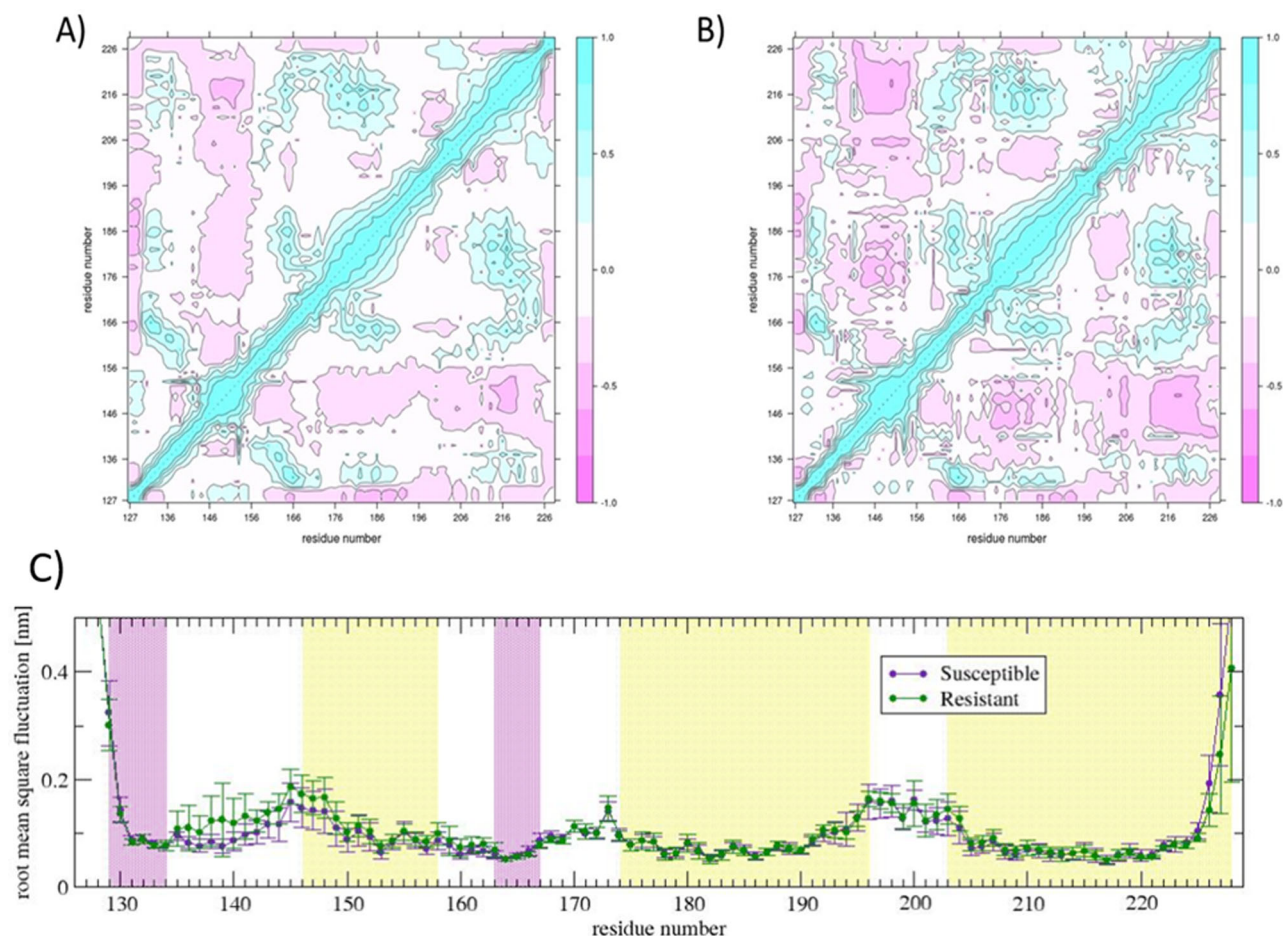 A)
B)
226
216
206
196
186
176
166
156
146
136
127
residue number
127 136 146 156 166 176 186 196 206 216 226
residue number
1.0
0.5
0.0
-0.5
-1.0
226
216
206
196
186
176
166
156
146
136
127
residue number
127 136 146 156 166 176 186 196 206 216 226
residue number
1.0
0.5
0.0
-0.5
-1.0
C)
root mean square fluctuation [nm]
0.4
0.2
0
Susceptible
Resistant
130 140 150 160 170 180 190 200 210 220
residue number